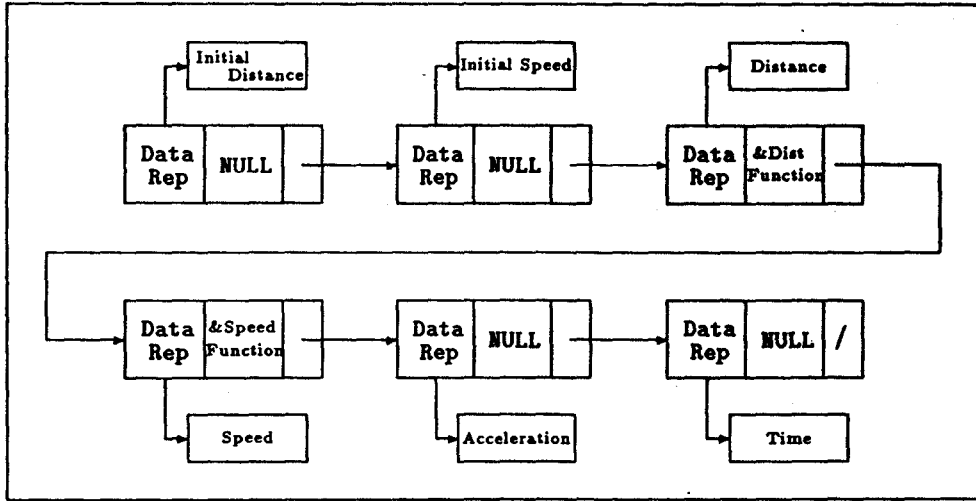 Initial
Distance
Initial Speed
Distance
Data
Rep
NULL
Data
Rep
NULL
Data
Rep
&Dist
Function
Data
Rep
&Speed
Function
Data
Rep
NULL
Data
Rep
NULL
/
Speed
Acceleration
Time